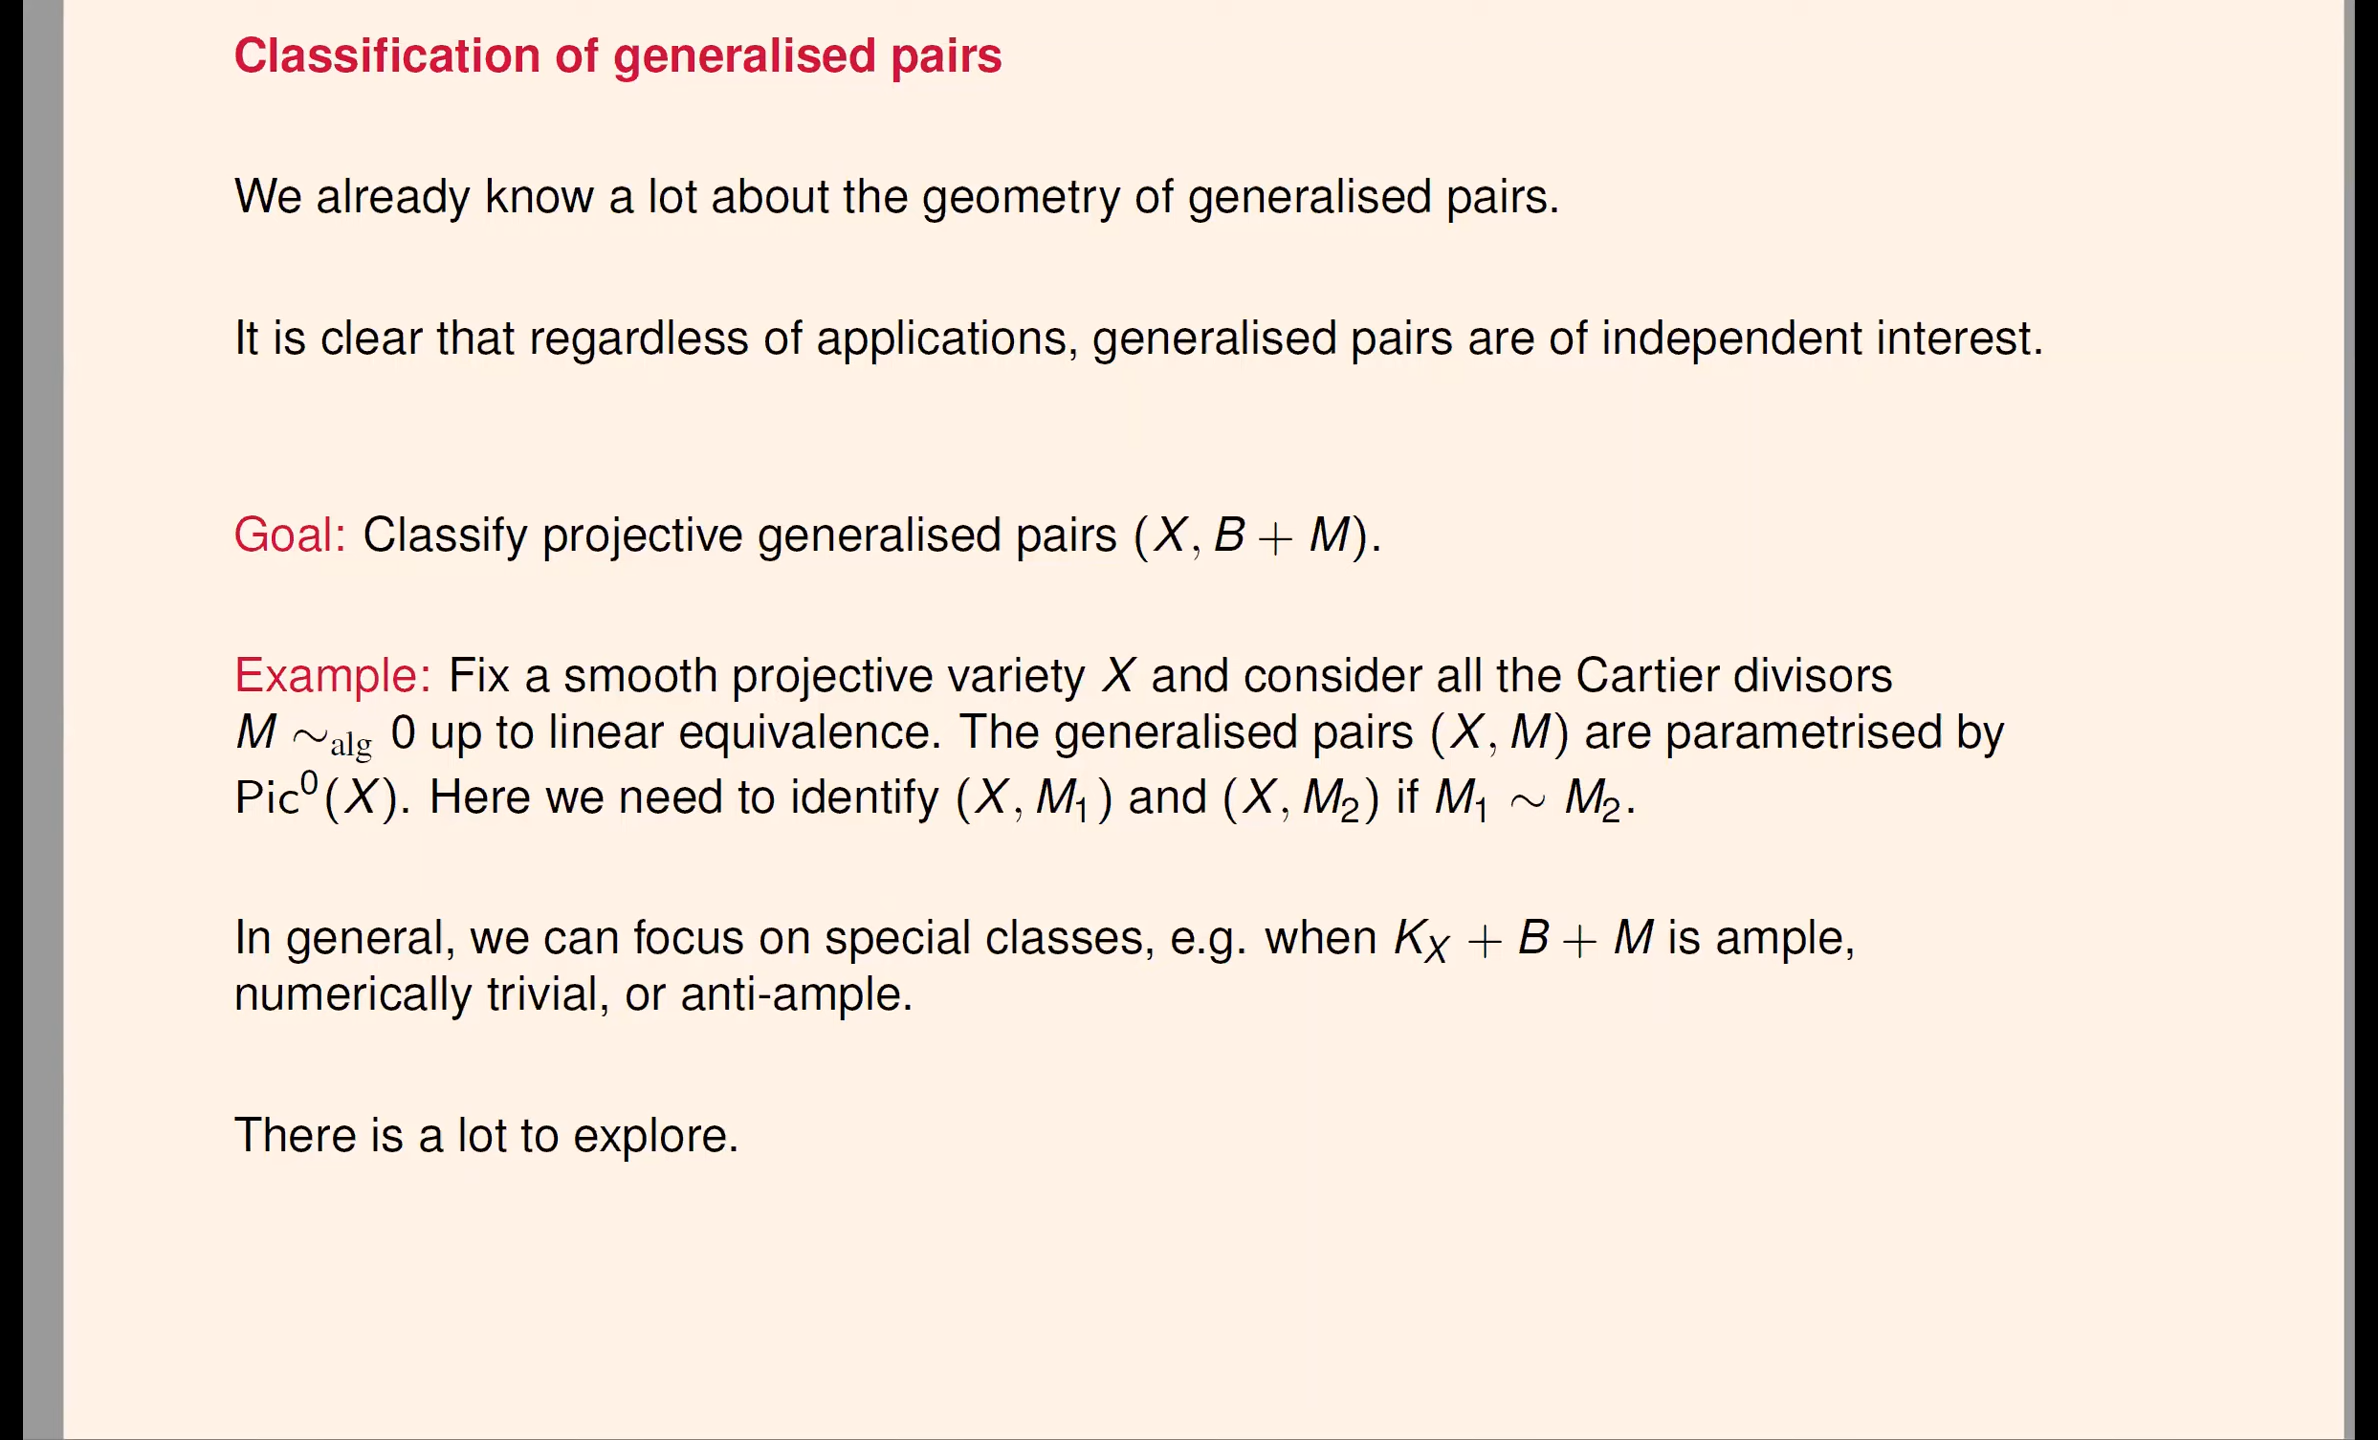 Classification of generalised pairs
We already know a lot about the geometry of generalised pairs.
It is clear that regardless of applications, generalised pairs are of independent interest.
Goal: Classify projective generalised pairs (X, B + M).
Example: Fix a smooth projective variety X and consider all the Cartier divisors
M ∼alg 0 up to linear equivalence. The generalised pairs (X, M) are parametrised by
Pic⁰(X). Here we need to identify (X, M₁) and (X, M₂) if M₁ ∼ M₂.
In general, we can focus on special classes, e.g. when K_X + B + M is ample,
numerically trivial, or anti-ample.
There is a lot to explore.